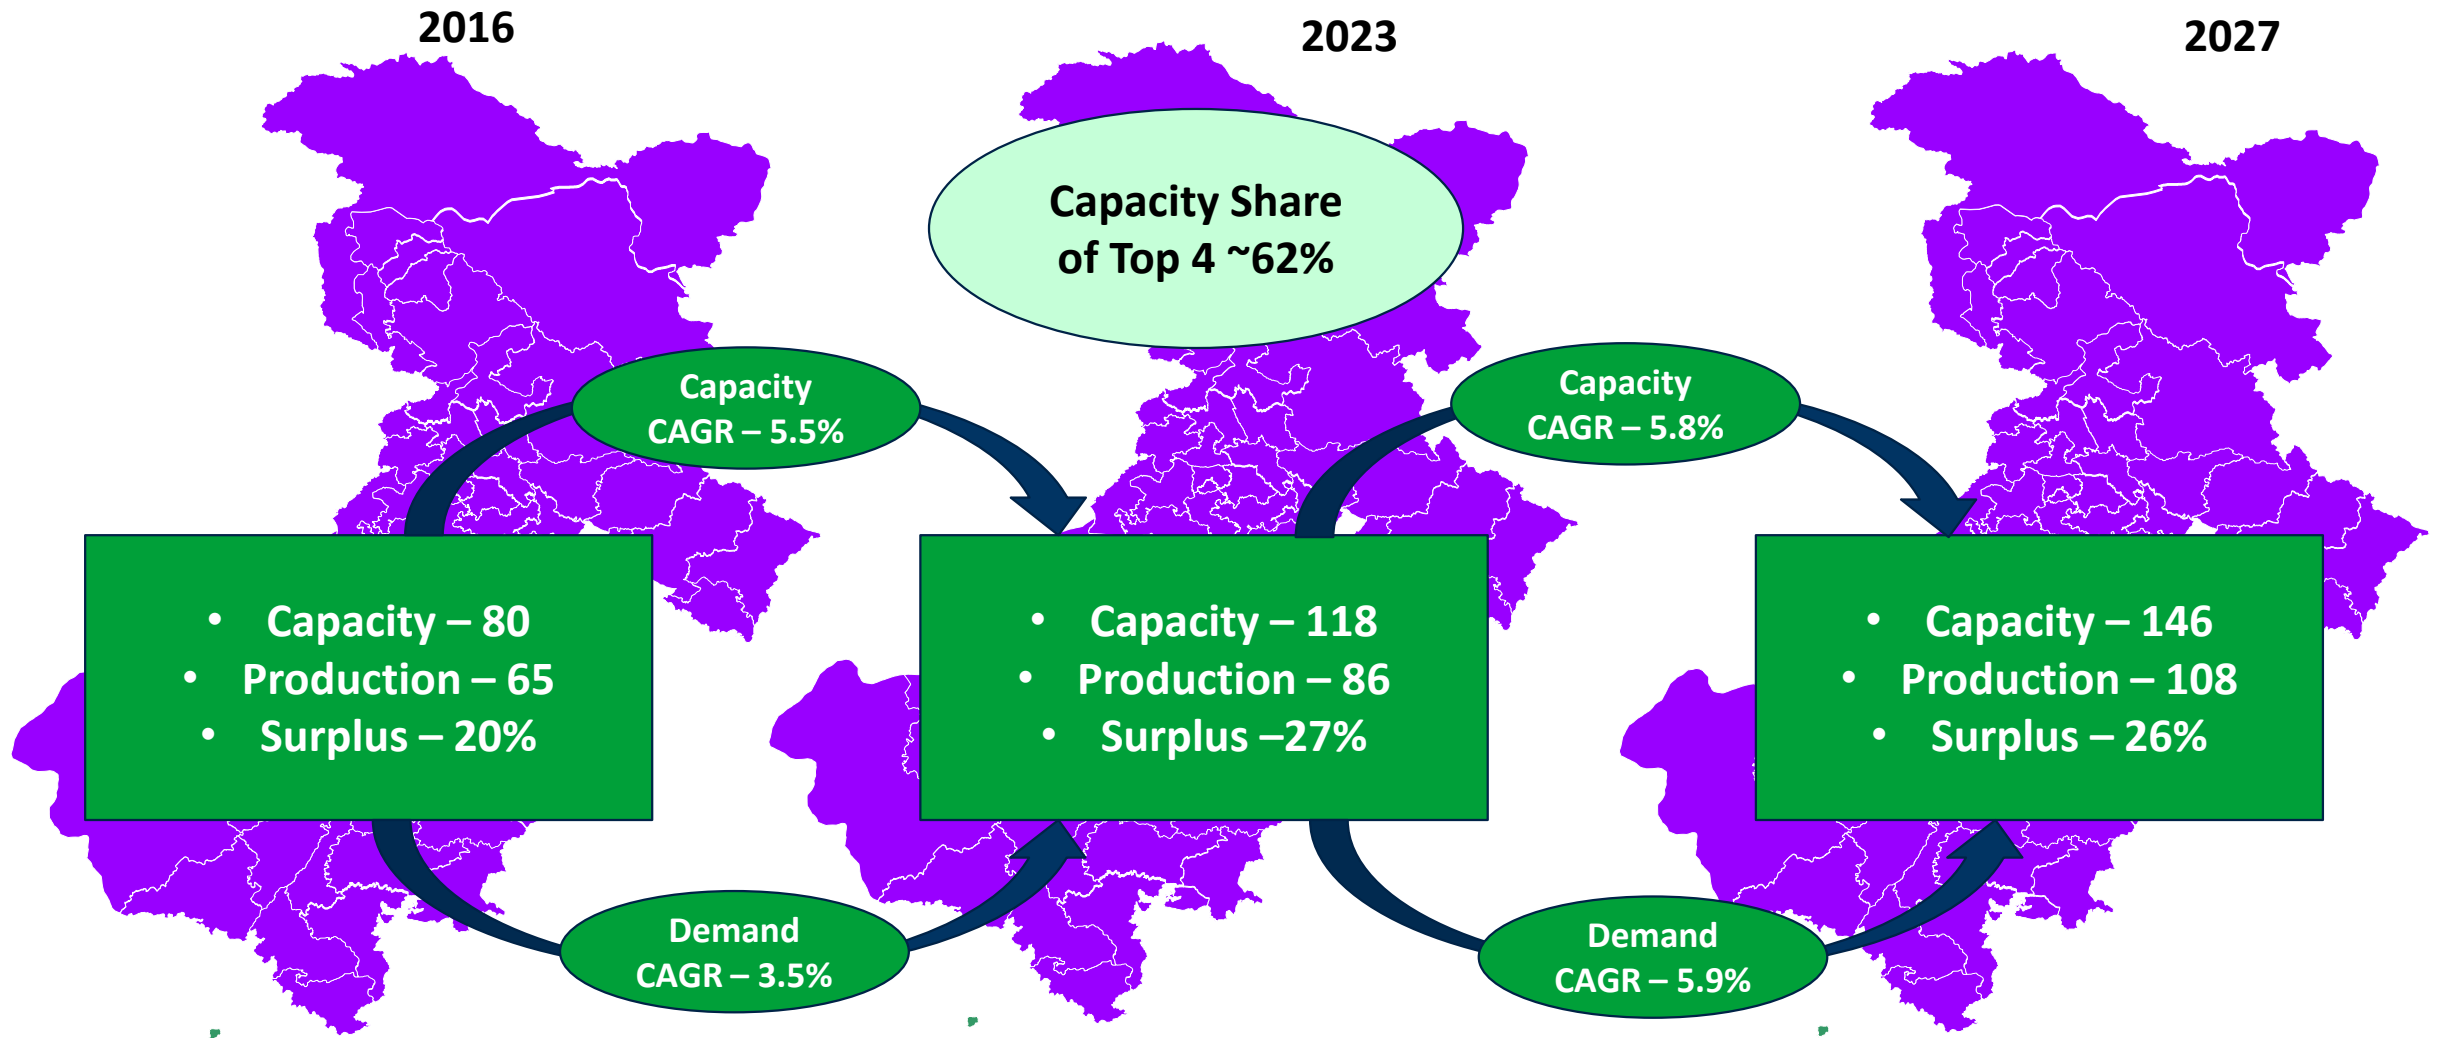 2016
2023
2027
Capacity Share
of Top 4 ~62%
Capacity
CAGR – 5.5%
Capacity
CAGR – 5.8%
• Capacity – 80
• Production – 65
• Surplus – 20%
• Capacity – 118
• Production – 86
• Surplus –27%
• Capacity – 146
• Production – 108
• Surplus – 26%
Demand
CAGR – 3.5%
Demand
CAGR – 5.9%